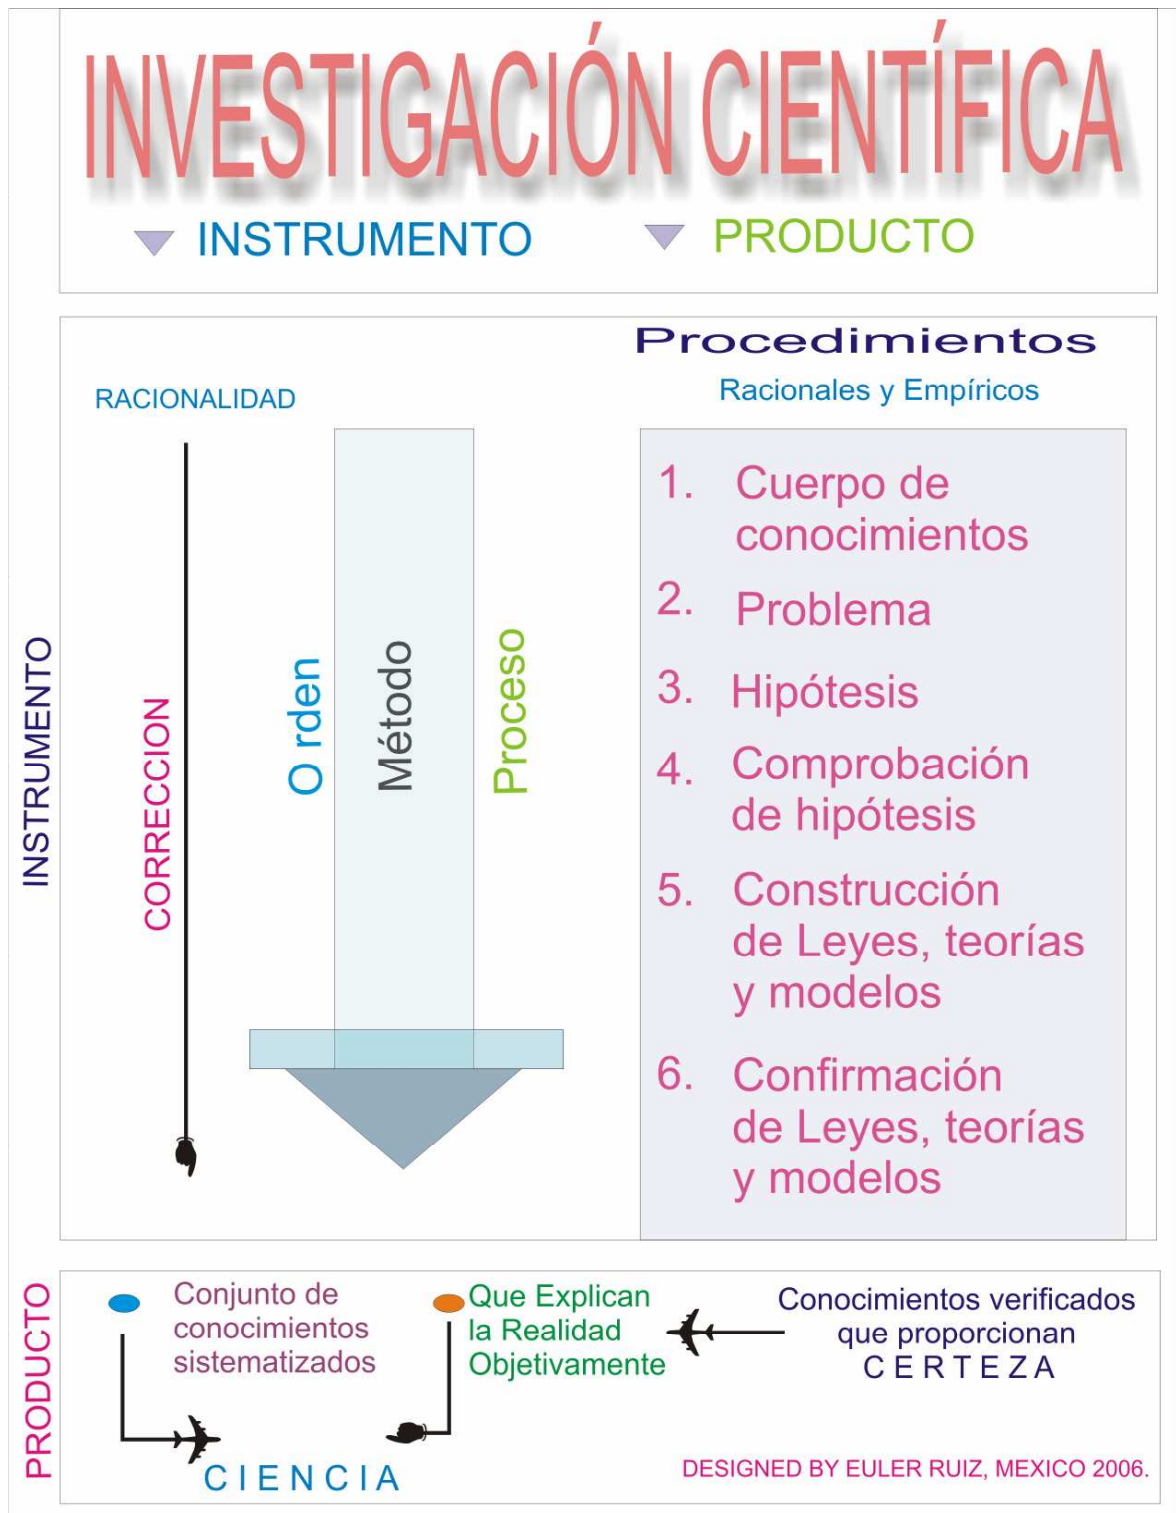 INVESTIGACIÓN CIENTÍFICA
INSTRUMENTO
PRODUCTO
INSTRUMENTO
RACIONALIDAD
CORRECCION
O rden
Método
Proceso
Procedimientos
Racionales y Empíricos
1. Cuerpo de
conocimientos
2. Problema
3. Hipótesis
4. Comprobación
de hipótesis
5. Construcción
de Leyes, teorías
y modelos
6. Confirmación
de Leyes, teorías
y modelos
PRODUCTO
Conjunto de
conocimientos
sistematizados
Que Explican
la Realidad
Objetivamente
Conocimientos verificados
que proporcionan
C E R T E Z A
C I E N C I A
DESIGNED BY EULER RUIZ, MEXICO 2006.